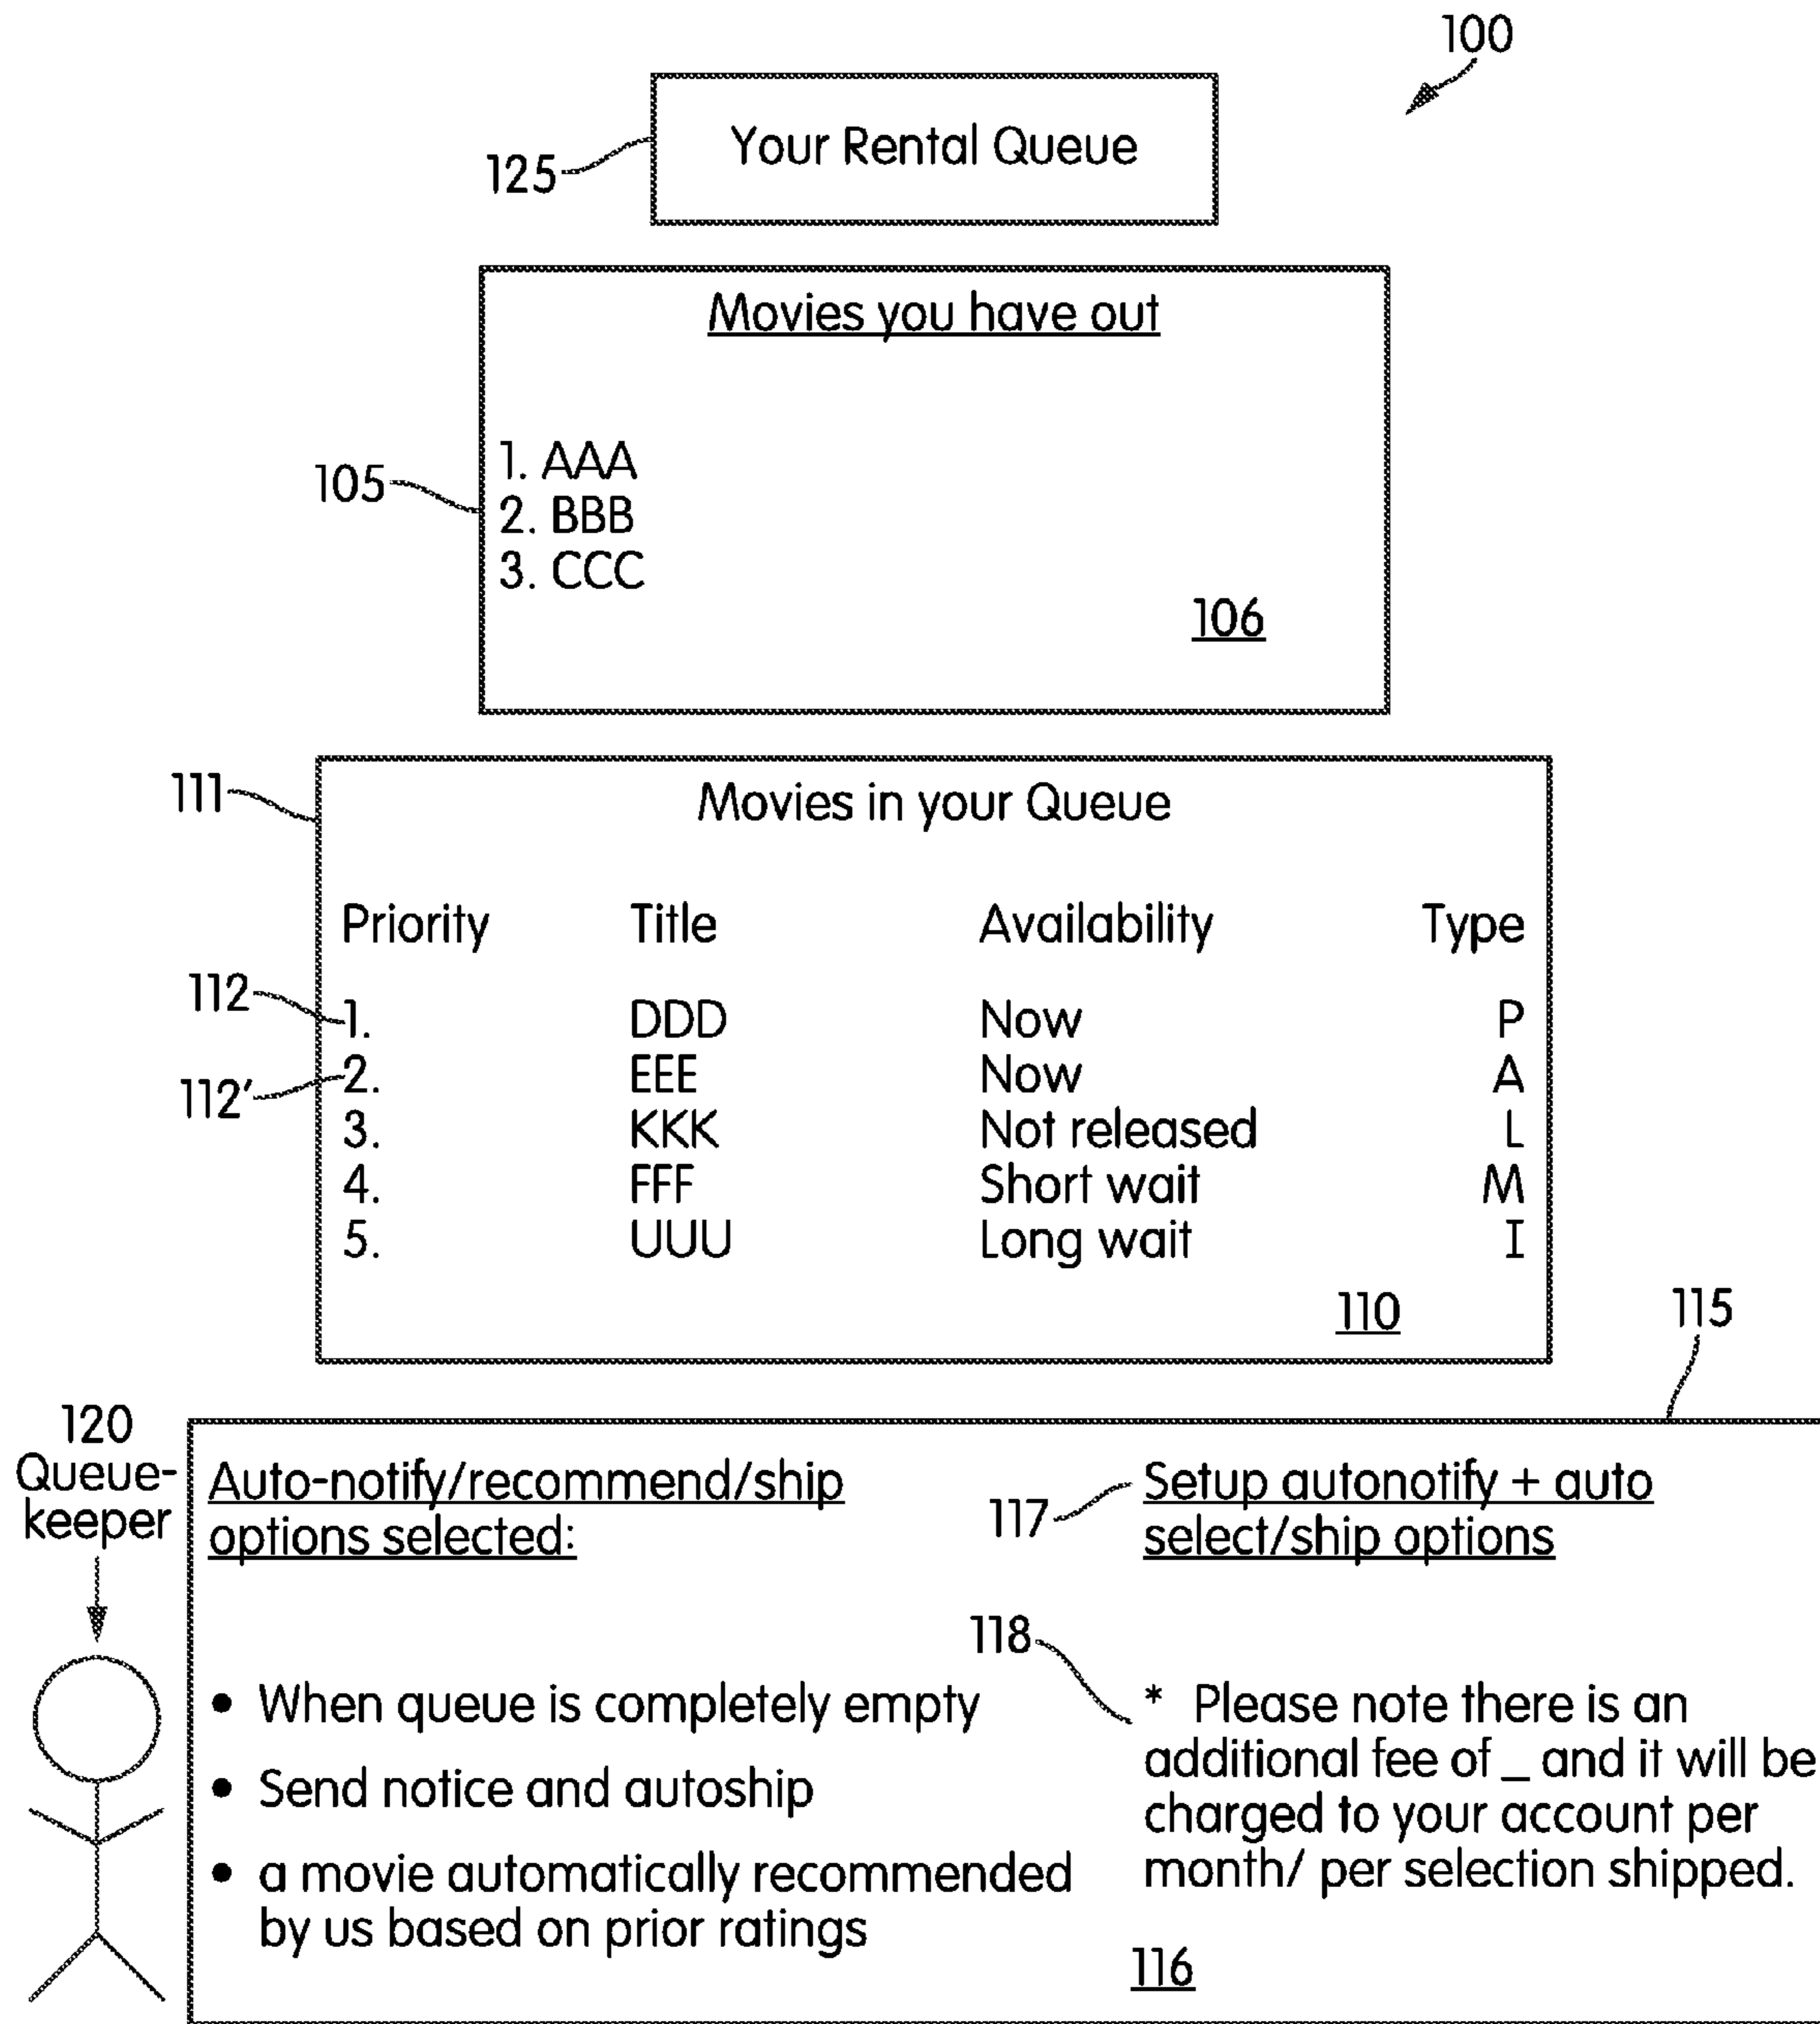 100
125
Your Rental Queue
Movies you have out
105
1. AAA
2. BBB
3. CCC
106
111
Movies in your Queue
Priority Title Availability Type
112
1. DDD Now P
112′
2. EEE Now A
3. KKK Not released L
4. FFF Short wait M
5. UUU Long wait I
110
115
120
Queue-
keeper
Auto-notify/recommend/ship
options selected:
• When queue is completely empty
• Send notice and autoship
• a movie automatically recommended
by us based on prior ratings
117
Setup autonotify + auto
select/ship options
118
* Please note there is an
additional fee of _ and it will be
charged to your account per
month/ per selection shipped.
116